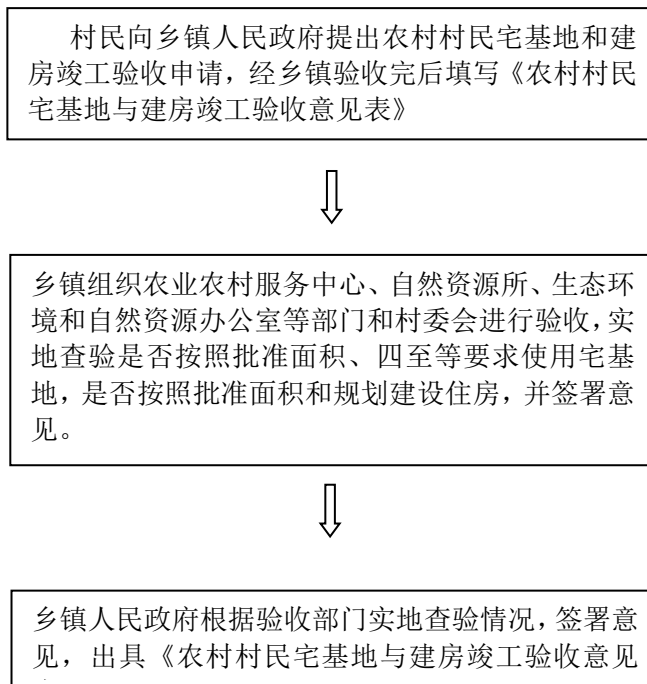 村民向乡镇人民政府提出农村村民宅基地和建
房竣工验收申请,经乡镇验收完后填写《农村村民
宅基地与建房竣工验收意见表》
乡镇组织农业农村服务中心、自然资源所、生态环
境和自然资源办公室等部门和村委会进行验收,实
地查验是否按照批准面积、四至等要求使用宅基
地,是否按照批准面积和规划建设住房,并签署意
见。
乡镇人民政府根据验收部门实地查验情况,签署意
见,出具《农村村民宅基地与建房竣工验收意见